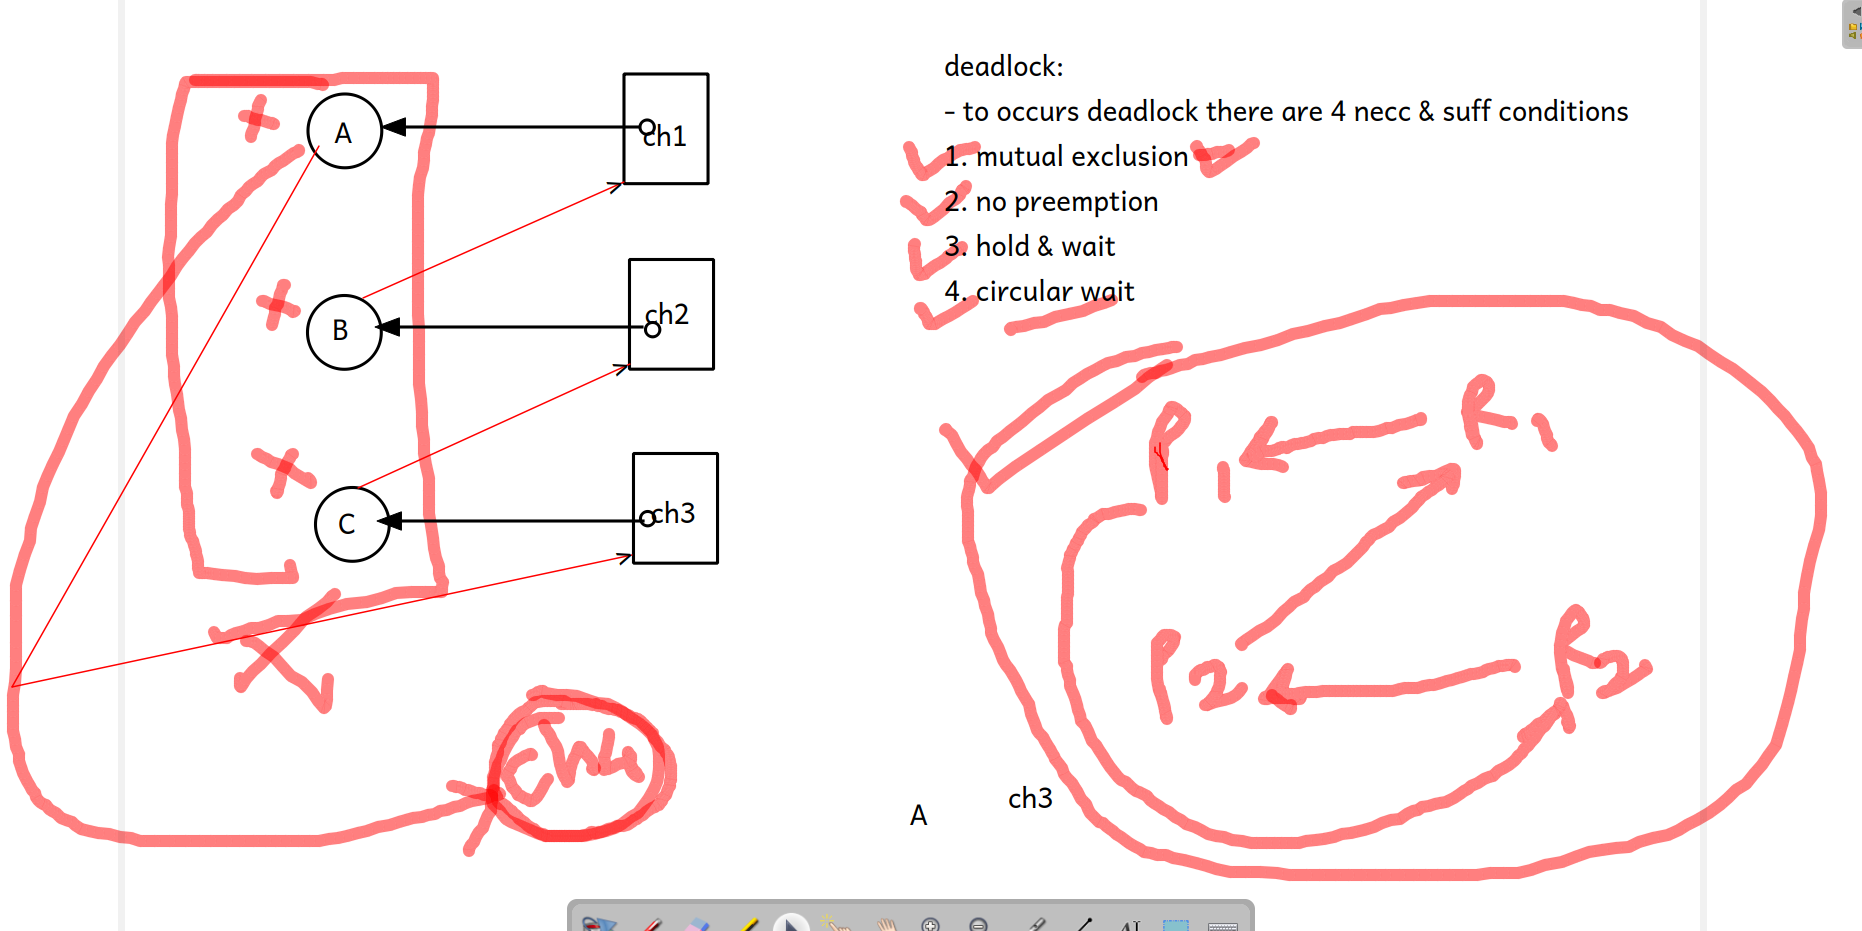 deadlock:
- to occurs deadlock there are 4 necc & suff conditions
1. mutual exclusion
2. no preemption
3. hold & wait
4. circular wait
A
ch1
B
ch2
C
ch3
P1
R1
P2
R2
ch4
A
ch3
AI